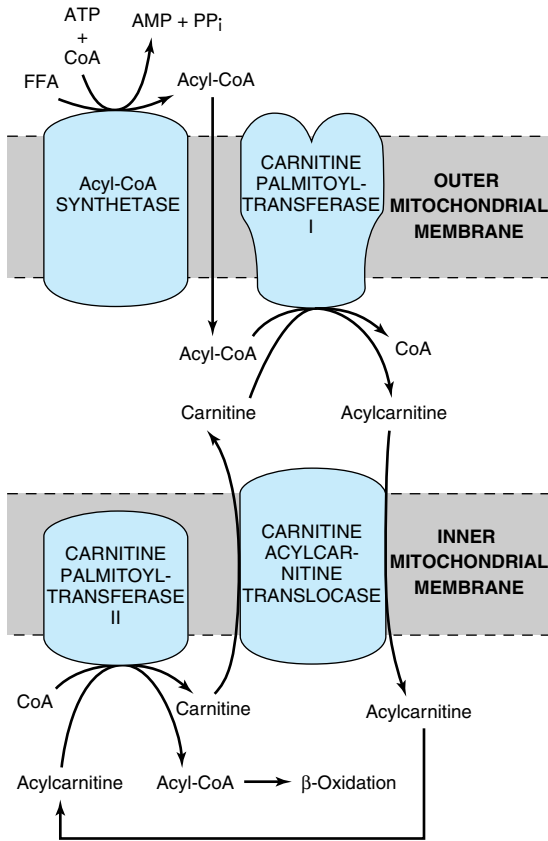 ATP
+
CoA
AMP + PPi
FFA
Acyl-CoA
Acyl-CoA
SYNTHETASE
CARNITINE
PALMITOYL-
TRANSFERASE
I
OUTER
MITOCHONDRIAL
MEMBRANE
Acyl-CoA
CoA
Carnitine
Acylcarnitine
CARNITINE
PALMITOYL-
TRANSFERASE
II
CARNITINE
ACYLCAR-
NITINE
TRANSLOCASE
INNER
MITOCHONDRIAL
MEMBRANE
CoA
Carnitine
Acylcarnitine
Acylcarnitine
Acyl-CoA
β-Oxidation